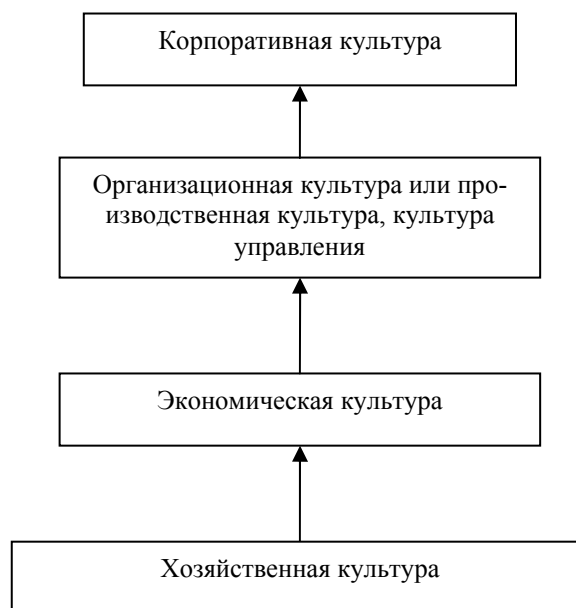 Корпоративная культура
Организационная культура или про-
изводственная культура, культура
управления
Экономическая культура
Хозяйственная культура